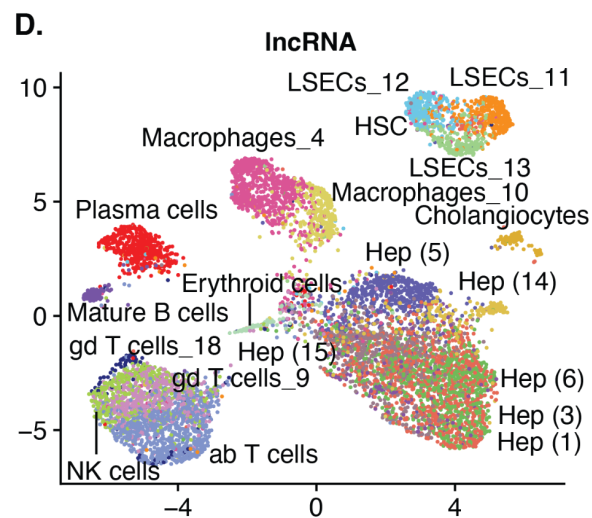 D.
lncRNA
LSECs_12
LSECs_11
HSC
LSECs_13
Macrophages_4
Macrophages_10
Plasma cells
Cholangiocytes
Hep (5)
Erythroid cells
Hep (14)
Mature B cells
gd T cells_18
Hep (15)
gd T cells_9
Hep (6)
Hep (3)
Hep (1)
ab T cells
NK cells
10
5
0
−5
−4
0
4